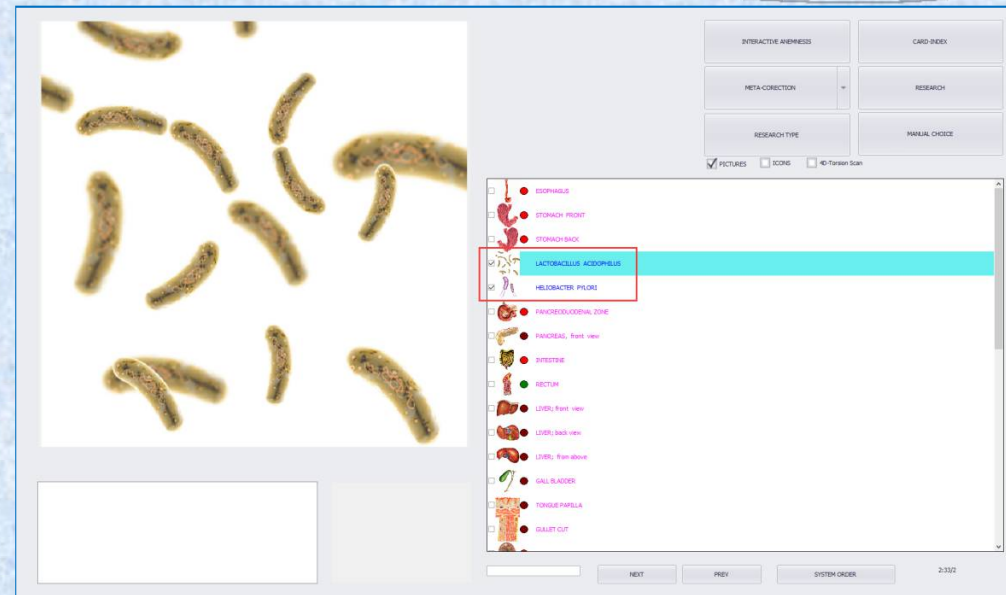 INTERACTIVE ANEMNESIS
CARD-INDEX
META-CORECTION
RESEARCH
RESEARCH TYPE
MANUAL CHOICE
PICTURES ICONS 4D-Torsion Scan
ESOPHAGUS
STOMACH FRONT
STOMACH BACK
LACTOBACILLUS ACIDOPHILUS
HELIOBACTER PYLORI
PANCREODUODENAL ZONE
PANCREAS, front view
INTESTINE
RECTUM
LIVER; front view
LIVER; back view
LIVER; from above
GALL BLADDER
TONGUE PAPILLA
GULLET CUT
NEXT PREV SYSTEM ORDER 2:33/2